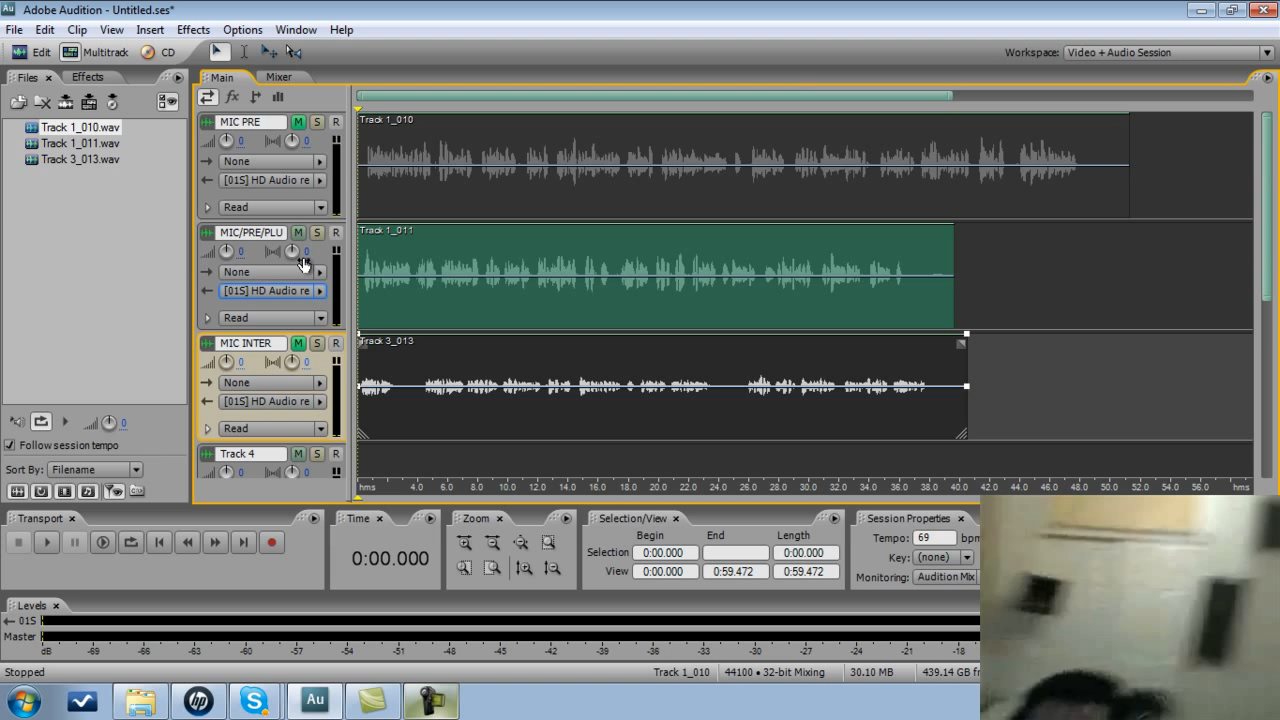 Au Adobe Audition - Untitled.ses*
File Edit Clip View Insert Effects Options Window Help
Edit Multitrack CD Workspace: Video + Audio Session
Files Effects Main Mixer
Track 1_010.wav
Track 1_011.wav
Track 3_013.wav
MIC PRE M S R
0 0
None
[01S] HD Audio re
Read
Track 1_010
MIC/PRE/PLU M S R
0 0
None
[01S] HD Audio re
Read
Track 1_011
MIC INTER M S R
0 0
None
[01S] HD Audio re
Read
Track 3_013
Track 4 M S R
0 0
0
Follow session tempo
Sort By: Filename
hms 4.0 6.0 10.0 12.0 14.0 16.0 18.0 20.0 22.0 24.0 26.0 28.0 30.0 32.0 34.0 36.0 38.0 40.0 42.0 44.0 46.0 48.0 50.0 52.0 54.0 56.0 hms
Transport Time Zoom Selection/View Session Properties
0:00.000
Begin End Length
Selection 0:00.000 0:00.000
View 0:00.000 0:59.472 0:59.472
Tempo: 69 bpm
Key: (none)
Monitoring: Audition Mix
Levels
01S
Master
dB -69 -66 -63 -60 -57 -54 -51 -48 -45 -42 -39 -36 -33 -30 -27 -24 -21 -18
Stopped Track 1_010 44100 • 32-bit Mixing 30.10 MB 439.14 GB
hp S Au